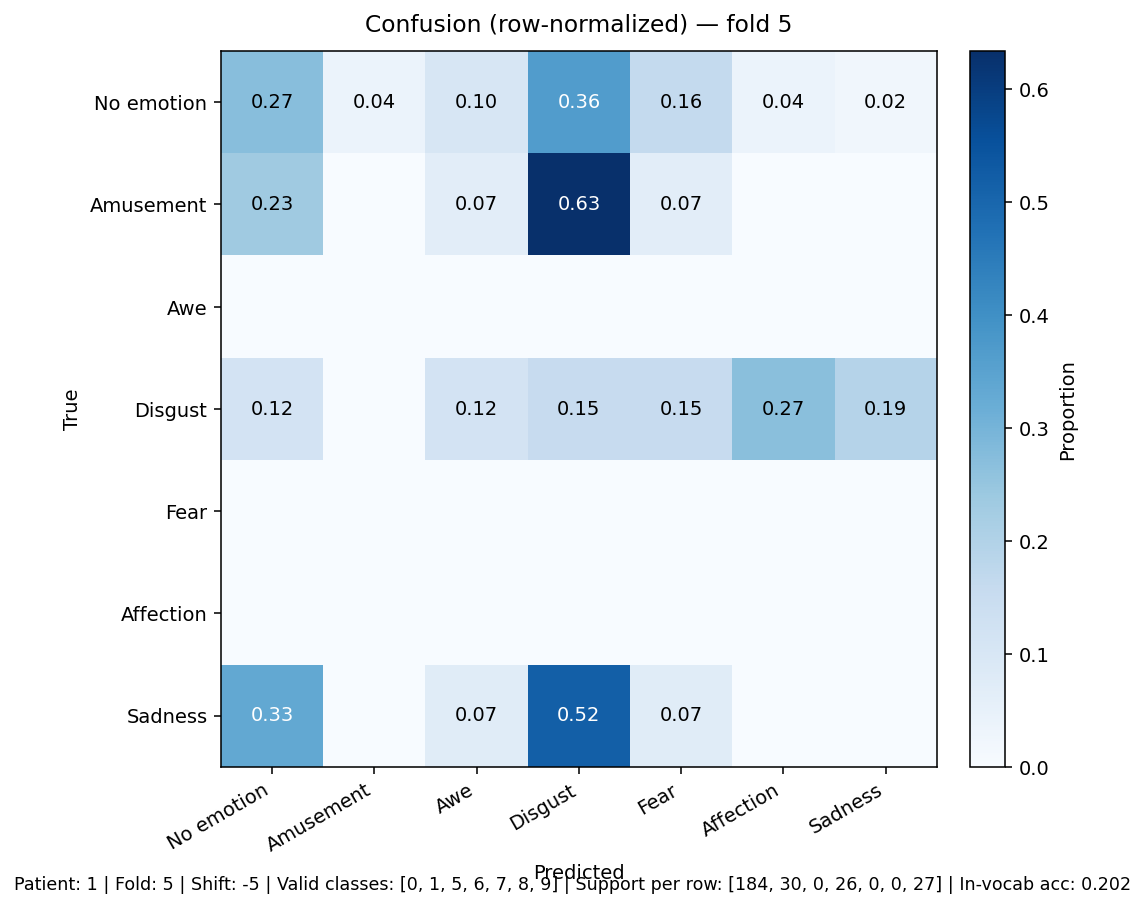 Confusion (row-normalized) — fold 5
No emotion 0.27 0.04 0.10 0.36 0.16 0.04 0.02
Amusement 0.23 0.07 0.63 0.07
Awe
Disgust 0.12 0.12 0.15 0.15 0.27 0.19
Fear
Affection
Sadness 0.33 0.07 0.52 0.07
True
No emotion Amusement Awe Disgust Fear Affection Sadness
Predicted
0.6
0.5
0.4
0.3
0.2
0.1
0.0
Proportion
Patient: 1 | Fold: 5 | Shift: -5 | Valid classes: [0, 1, 5, 6, 7, 8, 9] | Support per row: [184, 30, 0, 26, 0, 0, 27] | In-vocab acc: 0.202